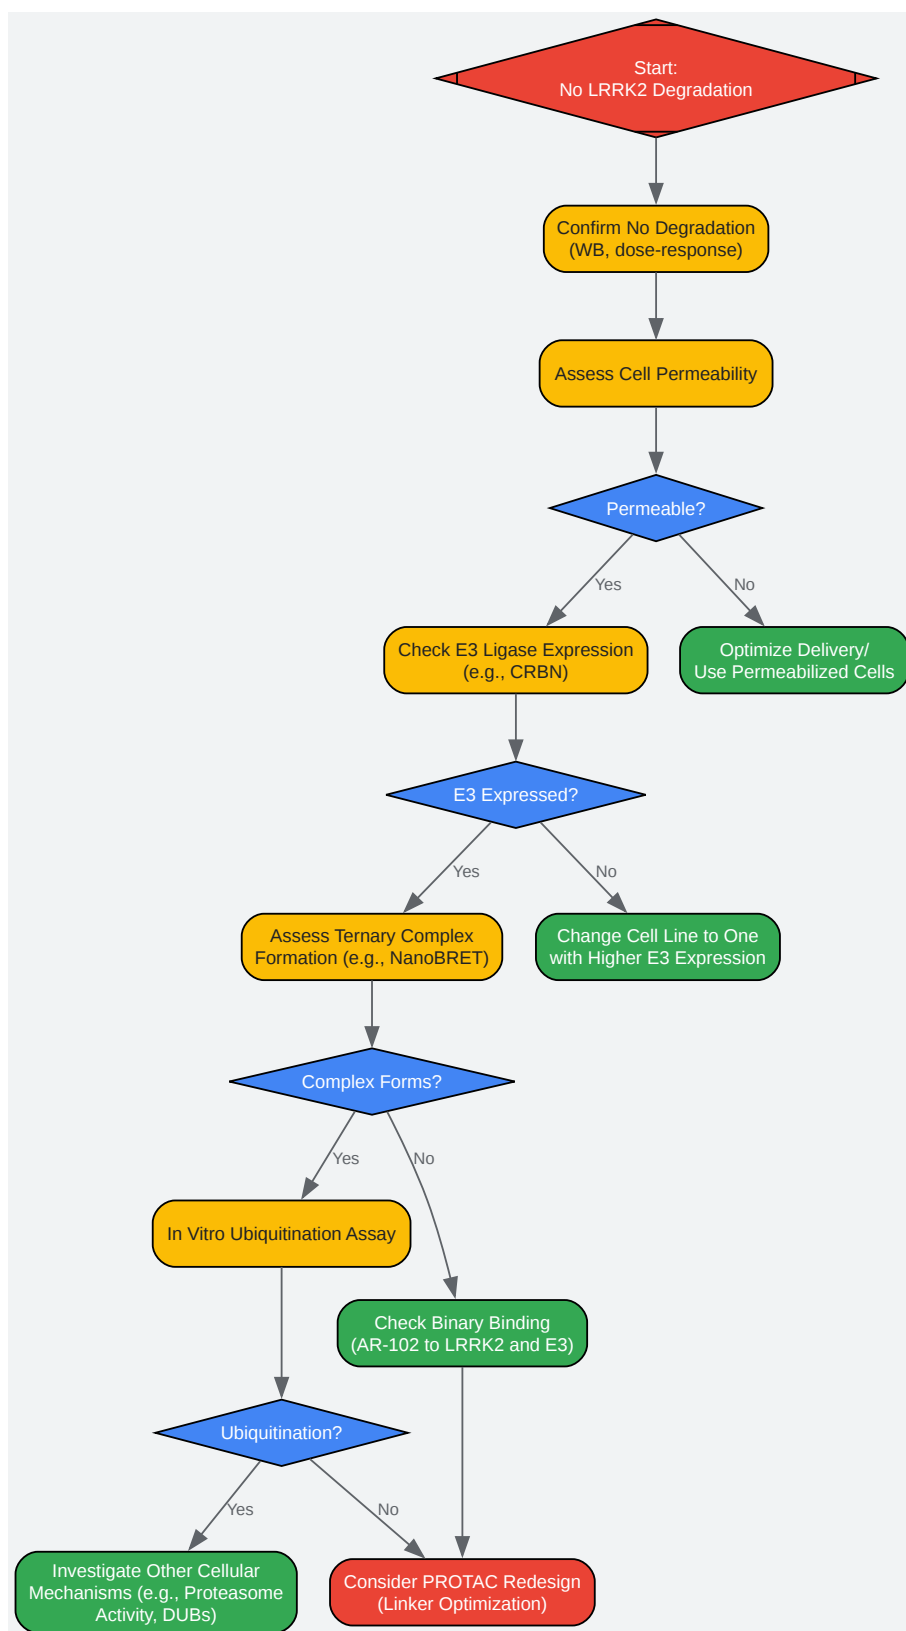 Start:
No LRRK2 Degradation
Confirm No Degradation
(WB, dose-response)
Assess Cell Permeability
Permeable?
Yes
No
Check E3 Ligase Expression
(e.g., CRBN)
Optimize Delivery/
Use Permeabilized Cells
E3 Expressed?
Yes
No
Assess Ternary Complex
Formation (e.g., NanoBRET)
Change Cell Line to One
with Higher E3 Expression
Complex Forms?
Yes
No
In Vitro Ubiquitination Assay
Check Binary Binding
(AR-102 to LRRK2 and E3)
Ubiquitination?
Yes
No
Investigate Other Cellular
Mechanisms (e.g., Proteasome
Activity, DUBs)
Consider PROTAC Redesign
(Linker Optimization)